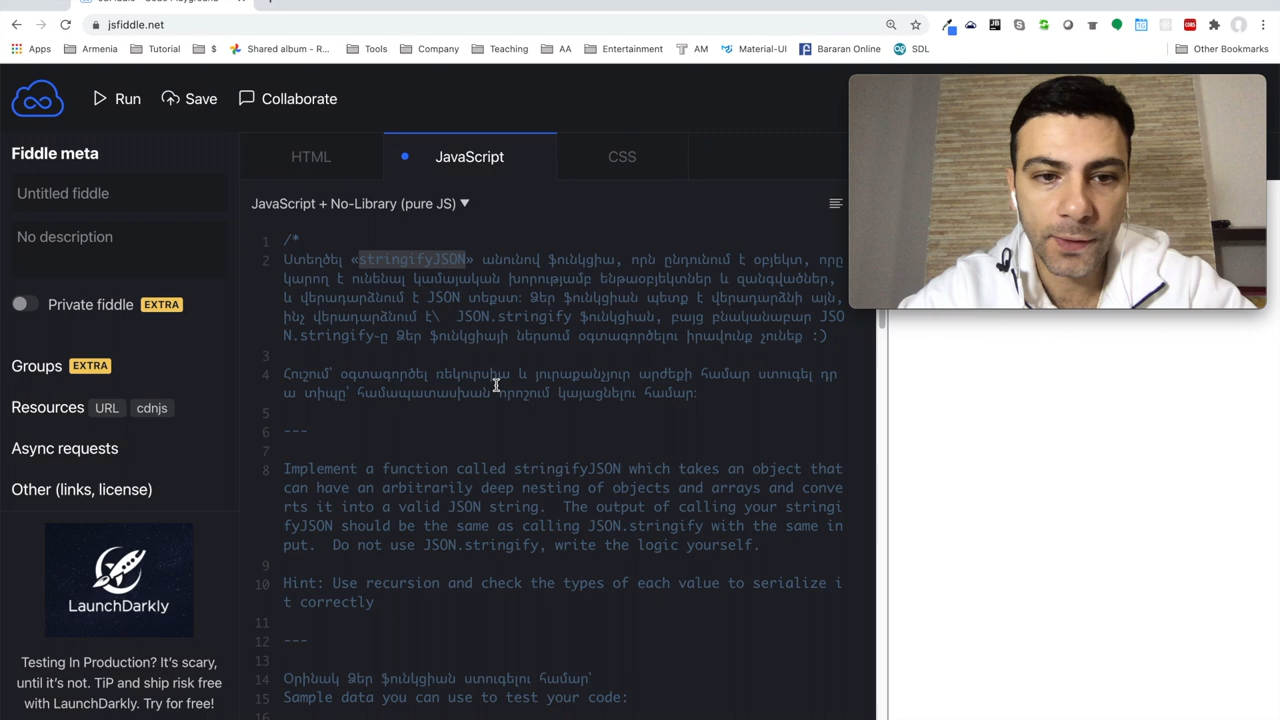 jsfiddle.net
Apps Armenia Tutorial $ Shared album - R... Tools Company Teaching AA Entertainment AM Material-UI Bararan Online SDL Other Bookmarks
Run Save Collaborate
Fiddle meta
Untitled fiddle
No description
Private fiddle EXTRA
Groups EXTRA
Resources URL cdnjs
Async requests
Other (links, license)
LaunchDarkly
Testing In Production? It's scary,
until it's not. TiP and ship risk free
with LaunchDarkly. Try for free!
HTML JavaScript CSS
JavaScript + No-Library (pure JS) ▼
1 /*
2 Ստեղծել «stringifyJSON» անունով ֆունկցիա, որն ընդունում է օբյեկտ, որը
կարող է ունենալ կամայական խորությամբ ենթաօբյեկտներ և զանգվածներ,
և վերադարձնում է JSON տեքստ։ Ձեր ֆունկցիան պետք է վերադարձնի այն,
ինչ վերադարձնում է\ JSON.stringify ֆունկցիան, բայց բնականաբար JSO
N.stringify-ը Ձեր ֆունկցիայի ներսում օգտագործելու իրավունք չունեք :)
3
4 Հուշում՝ օգտագործել ռեկուրսիա և յուրաքանչյուր արժեքի համար ստուգել դր
ա տիպը՝ համապատասխան որոշում կայացնելու համար։
5
6 ---
7
8 Implement a function called stringifyJSON which takes an object that
can have an arbitrarily deep nesting of objects and arrays and conve
rts it into a valid JSON string. The output of calling your stringi
fyJSON should be the same as calling JSON.stringify with the same in
put. Do not use JSON.stringify, write the logic yourself.
9
10 Hint: Use recursion and check the types of each value to serialize i
t correctly
11
12 ---
13
14 Օրինակ Ձեր ֆունկցիան ստուգելու համար՝
15 Sample data you can use to test your code: